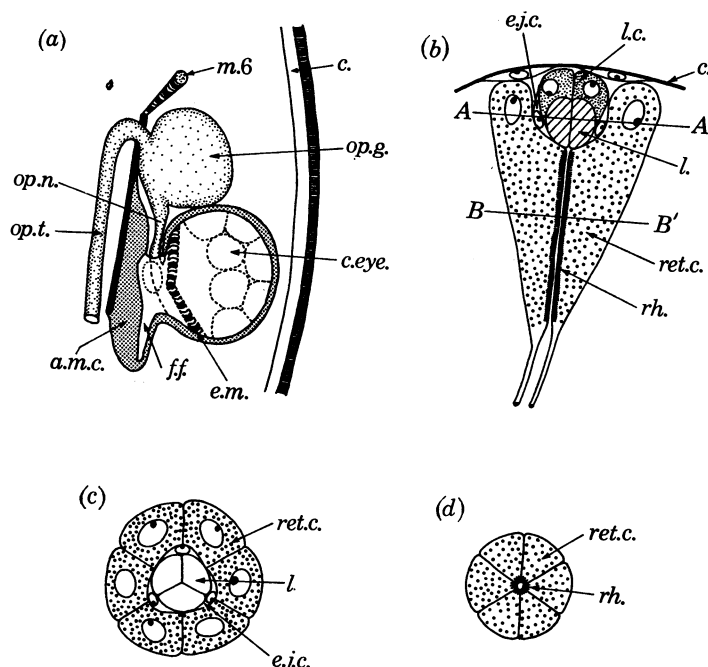 (a)
m.6
c.
op.g.
op.n.
op.t.
c.eye.
a.m.c.
f.f.
e.m.
(b)
e.j.c.
l.c.
c.
A
A
l.
B
B′
ret.c.
rh.
(c)
ret.c.
l.
e.j.c.
(d)
ret.c.
rh.